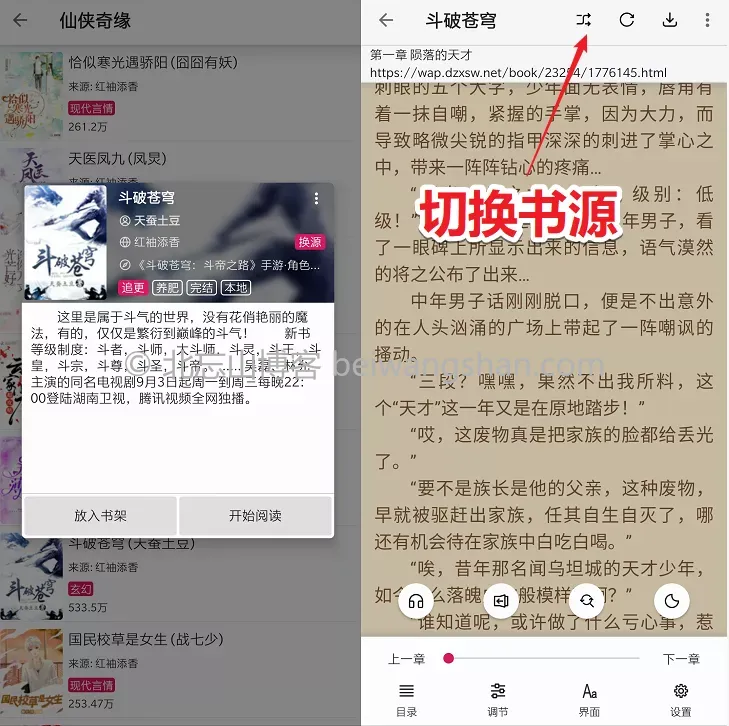 仙侠奇缘
恰似寒光遇骄阳(囧囧有妖)
来源: 红袖添香
现代言情
261.2万
天医凤九(凤炅)
来源: 红袖添香
斗破苍穹
天蚕土豆
红袖添香
换源
《斗破苍穹：斗帝之路》手游·角色...
追更 养肥 完结 本地
斗破苍穹
天蚕土豆
这里是属于斗气的世界，没有花俏艳丽的魔
法，有的，仅仅是繁衍到巅峰的斗气！ 新书
等级制度：斗者，斗师，大斗师，斗灵，斗王，斗
皇，斗宗，斗尊，斗圣，斗帝。……吴磊、林允
主演的同名电视剧9月3日起周一到周三每晚22：
00登陆湖南卫视，腾讯视频全网独播。
放入书架
开始阅读
斗破苍穹(天蚕土豆)
来源: 红袖添香
玄幻
533.5万
国民校草是女生(战七少)
来源: 红袖添香
现代言情
253.47万
国民校草是女生
© 北忘山博客 beiwangshan.com
斗破苍穹
第一章 陨落的天才
https://wap.dzxsw.net/book/23254/1776145.html
刺眼的五个大字，少年面无表情，唇角有
着一抹自嘲，紧握的手掌，因为大力，而
导致略微尖锐的指甲深深的刺进了掌心之
中，带来一阵阵钻心的疼痛...
级别：低
级！”
年男子，看
了一眼碑上所显示出来的信息，语气漠然
的将之公布了出来...
切换书源
中年男子话刚刚脱口，便是不出意外
的在人头汹涌的广场上带起了一阵嘲讽的
搔动。
“三段？嘿嘿，果然不出我所料，这
个“天才”这一年又是在原地踏步！”
“哎，这废物真是把家族的脸都给丢光
了。”
“要不是族长是他的父亲，这种废物，
早就被驱赶出家族，任其自生自灭了，哪
还有机会待在家族中白吃白喝。”
“唉，昔年那名闻乌坦城的天才少年，
如今 么落魄 般模样 啊？”
“谁知道呢，或许做了什么亏心事，惹
上一章
下一章
目录
调节
Aa
界面
设置